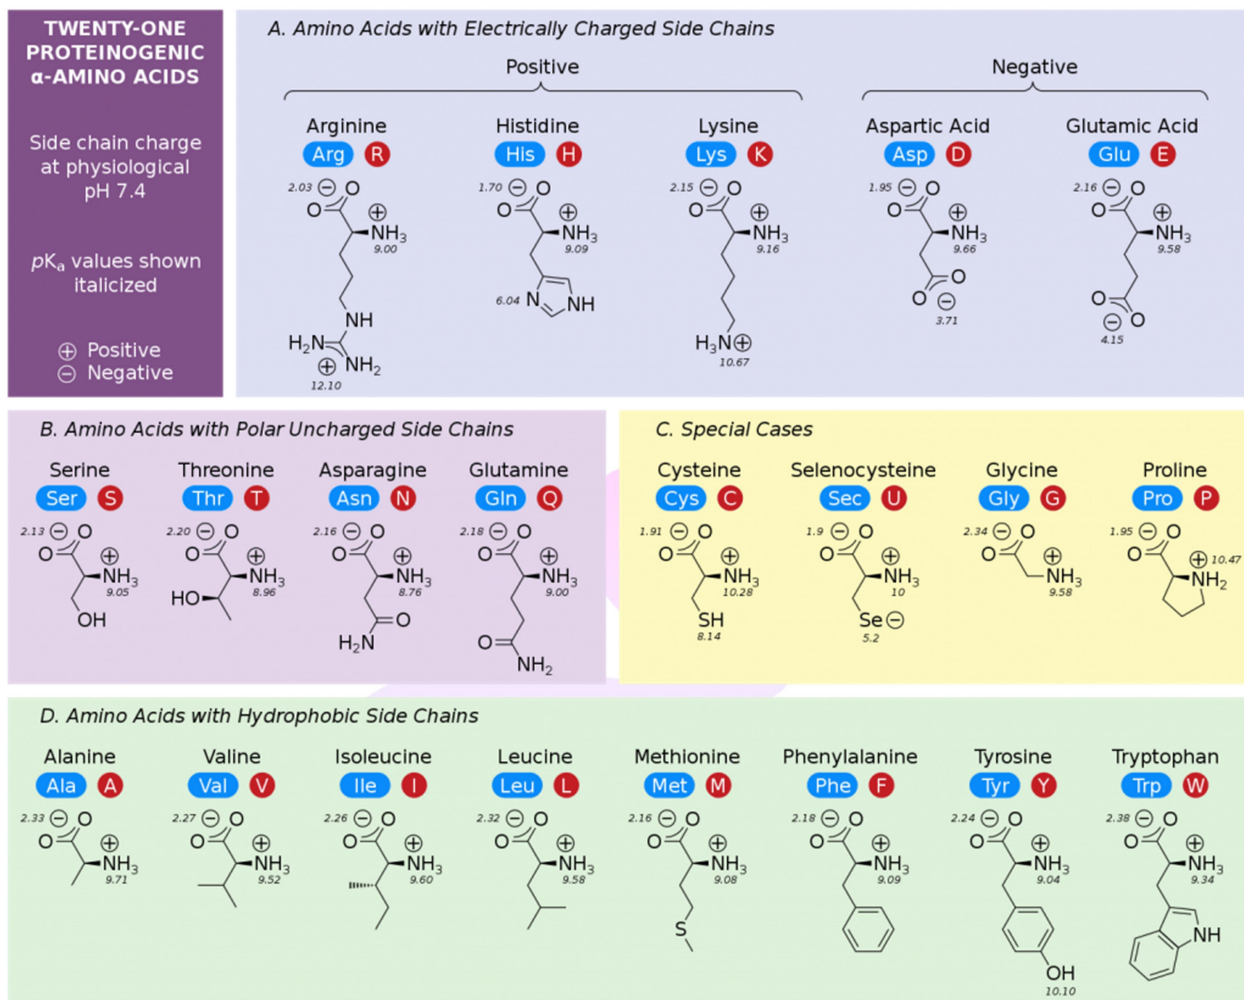 TWENTY-ONE
PROTEINOGENIC
α-AMINO ACIDS
Side chain charge
at physiological
pH 7.4
pKa values shown
italicized
⊕ Positive
⊖ Negative
A. Amino Acids with Electrically Charged Side Chains
Positive
Negative
Arginine
Arg R
2.03 ⊖ O
O ⊕
NH3
9.00
NH
H2N
⊕ NH2
12.10
Histidine
His H
1.70 ⊖ O
O ⊕
NH3
9.09
6.04 N
NH
Lysine
Lys K
2.15 ⊖ O
O ⊕
NH3
9.16
H3N⊕
10.67
Aspartic Acid
Asp D
1.95 ⊖ O
O ⊕
NH3
9.66
O
O ⊖
3.71
Glutamic Acid
Glu E
2.16 ⊖ O
O ⊕
NH3
9.58
O
⊖ O
4.15
B. Amino Acids with Polar Uncharged Side Chains
Serine
Ser S
2.13 ⊖ O
O ⊕
NH3
9.05
OH
Threonine
Thr T
2.20 ⊖ O
O ⊕
NH3
8.96
HO
Asparagine
Asn N
2.16 ⊖ O
O ⊕
NH3
8.76
O
H2N
Glutamine
Gln Q
2.18 ⊖ O
O ⊕
NH3
9.00
O
NH2
C. Special Cases
Cysteine
Cys C
1.91 ⊖ O
O ⊕
NH3
10.28
SH
8.14
Selenocysteine
Sec U
1.9 ⊖ O
O ⊕
NH3
10
Se⊖
5.2
Glycine
Gly G
2.34 ⊖ O
O ⊕
NH3
9.58
Proline
Pro P
1.95 ⊖ O
O ⊕ 10.47
NH2
D. Amino Acids with Hydrophobic Side Chains
Alanine
Ala A
2.33 ⊖ O
O ⊕
NH3
9.71
Valine
Val V
2.27 ⊖ O
O ⊕
NH3
9.52
Isoleucine
Ile I
2.26 ⊖ O
O ⊕
NH3
9.60
Leucine
Leu L
2.32 ⊖ O
O ⊕
NH3
9.58
Methionine
Met M
2.16 ⊖ O
O ⊕
NH3
9.08
S
Phenylalanine
Phe F
2.18 ⊖ O
O ⊕
NH3
9.09
Tyrosine
Tyr Y
2.24 ⊖ O
O ⊕
NH3
9.04
OH
10.10
Tryptophan
Trp W
2.38 ⊖ O
O ⊕
NH3
9.34
NH